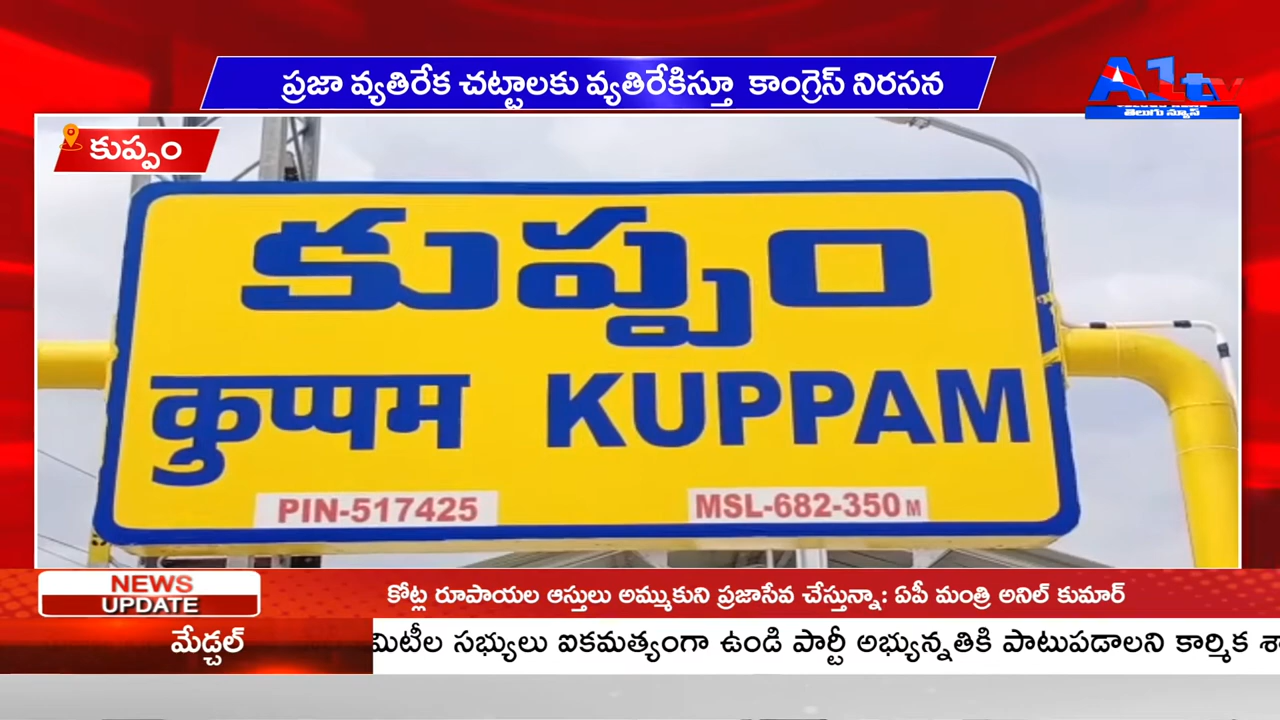 ప్రజా వ్యతిరేక చట్టాలకు వ్యతిరేకిస్తూ కాంగ్రెస్ నిరసన
A1tv
తెలుగు న్యూస్
కుప్పం
కుప్పం
कुप्पम KUPPAM
PIN-517425 MSL-682-350 M
NEWS
UPDATE
కోట్ల రూపాయల ఆస్తులు అమ్ముకుని ప్రజాసేవ చేస్తున్నా: ఏపీ మంత్రి అనిల్ కుమార్
మేడ్చల్
మిటీల సభ్యులు ఐకమత్యంగా ఉండి పార్టీ అభ్యున్నతికి పాటుపడాలని కార్మిక